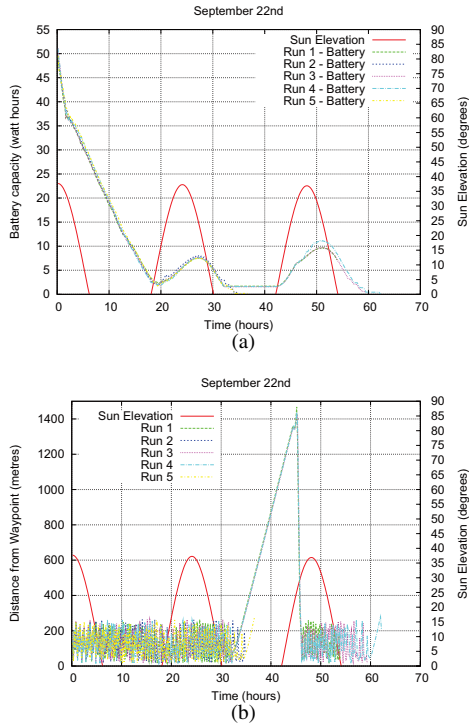 September 22nd
Battery capacity (watt hours)
55
50
45
40
35
30
25
20
15
10
5
0
Sun Elevation
Run 1 - Battery
Run 2 - Battery
Run 3 - Battery
Run 4 - Battery
Run 5 - Battery
90
85
80
75
70
65
60
55
50
45
40
35
30
25
20
15
10
5
0
Sun Elevation (degrees)
0 10 20 30 40 50 60 70
Time (hours)
(a)
September 22nd
Distance from Waypoint (metres)
1400
1200
1000
800
600
400
200
0
Sun Elevation
Run 1
Run 2
Run 3
Run 4
Run 5
90
85
80
75
70
65
60
55
50
45
40
35
30
25
20
15
10
5
0
Sun Elevation (degrees)
0 10 20 30 40 50 60 70
Time (hours)
(b)